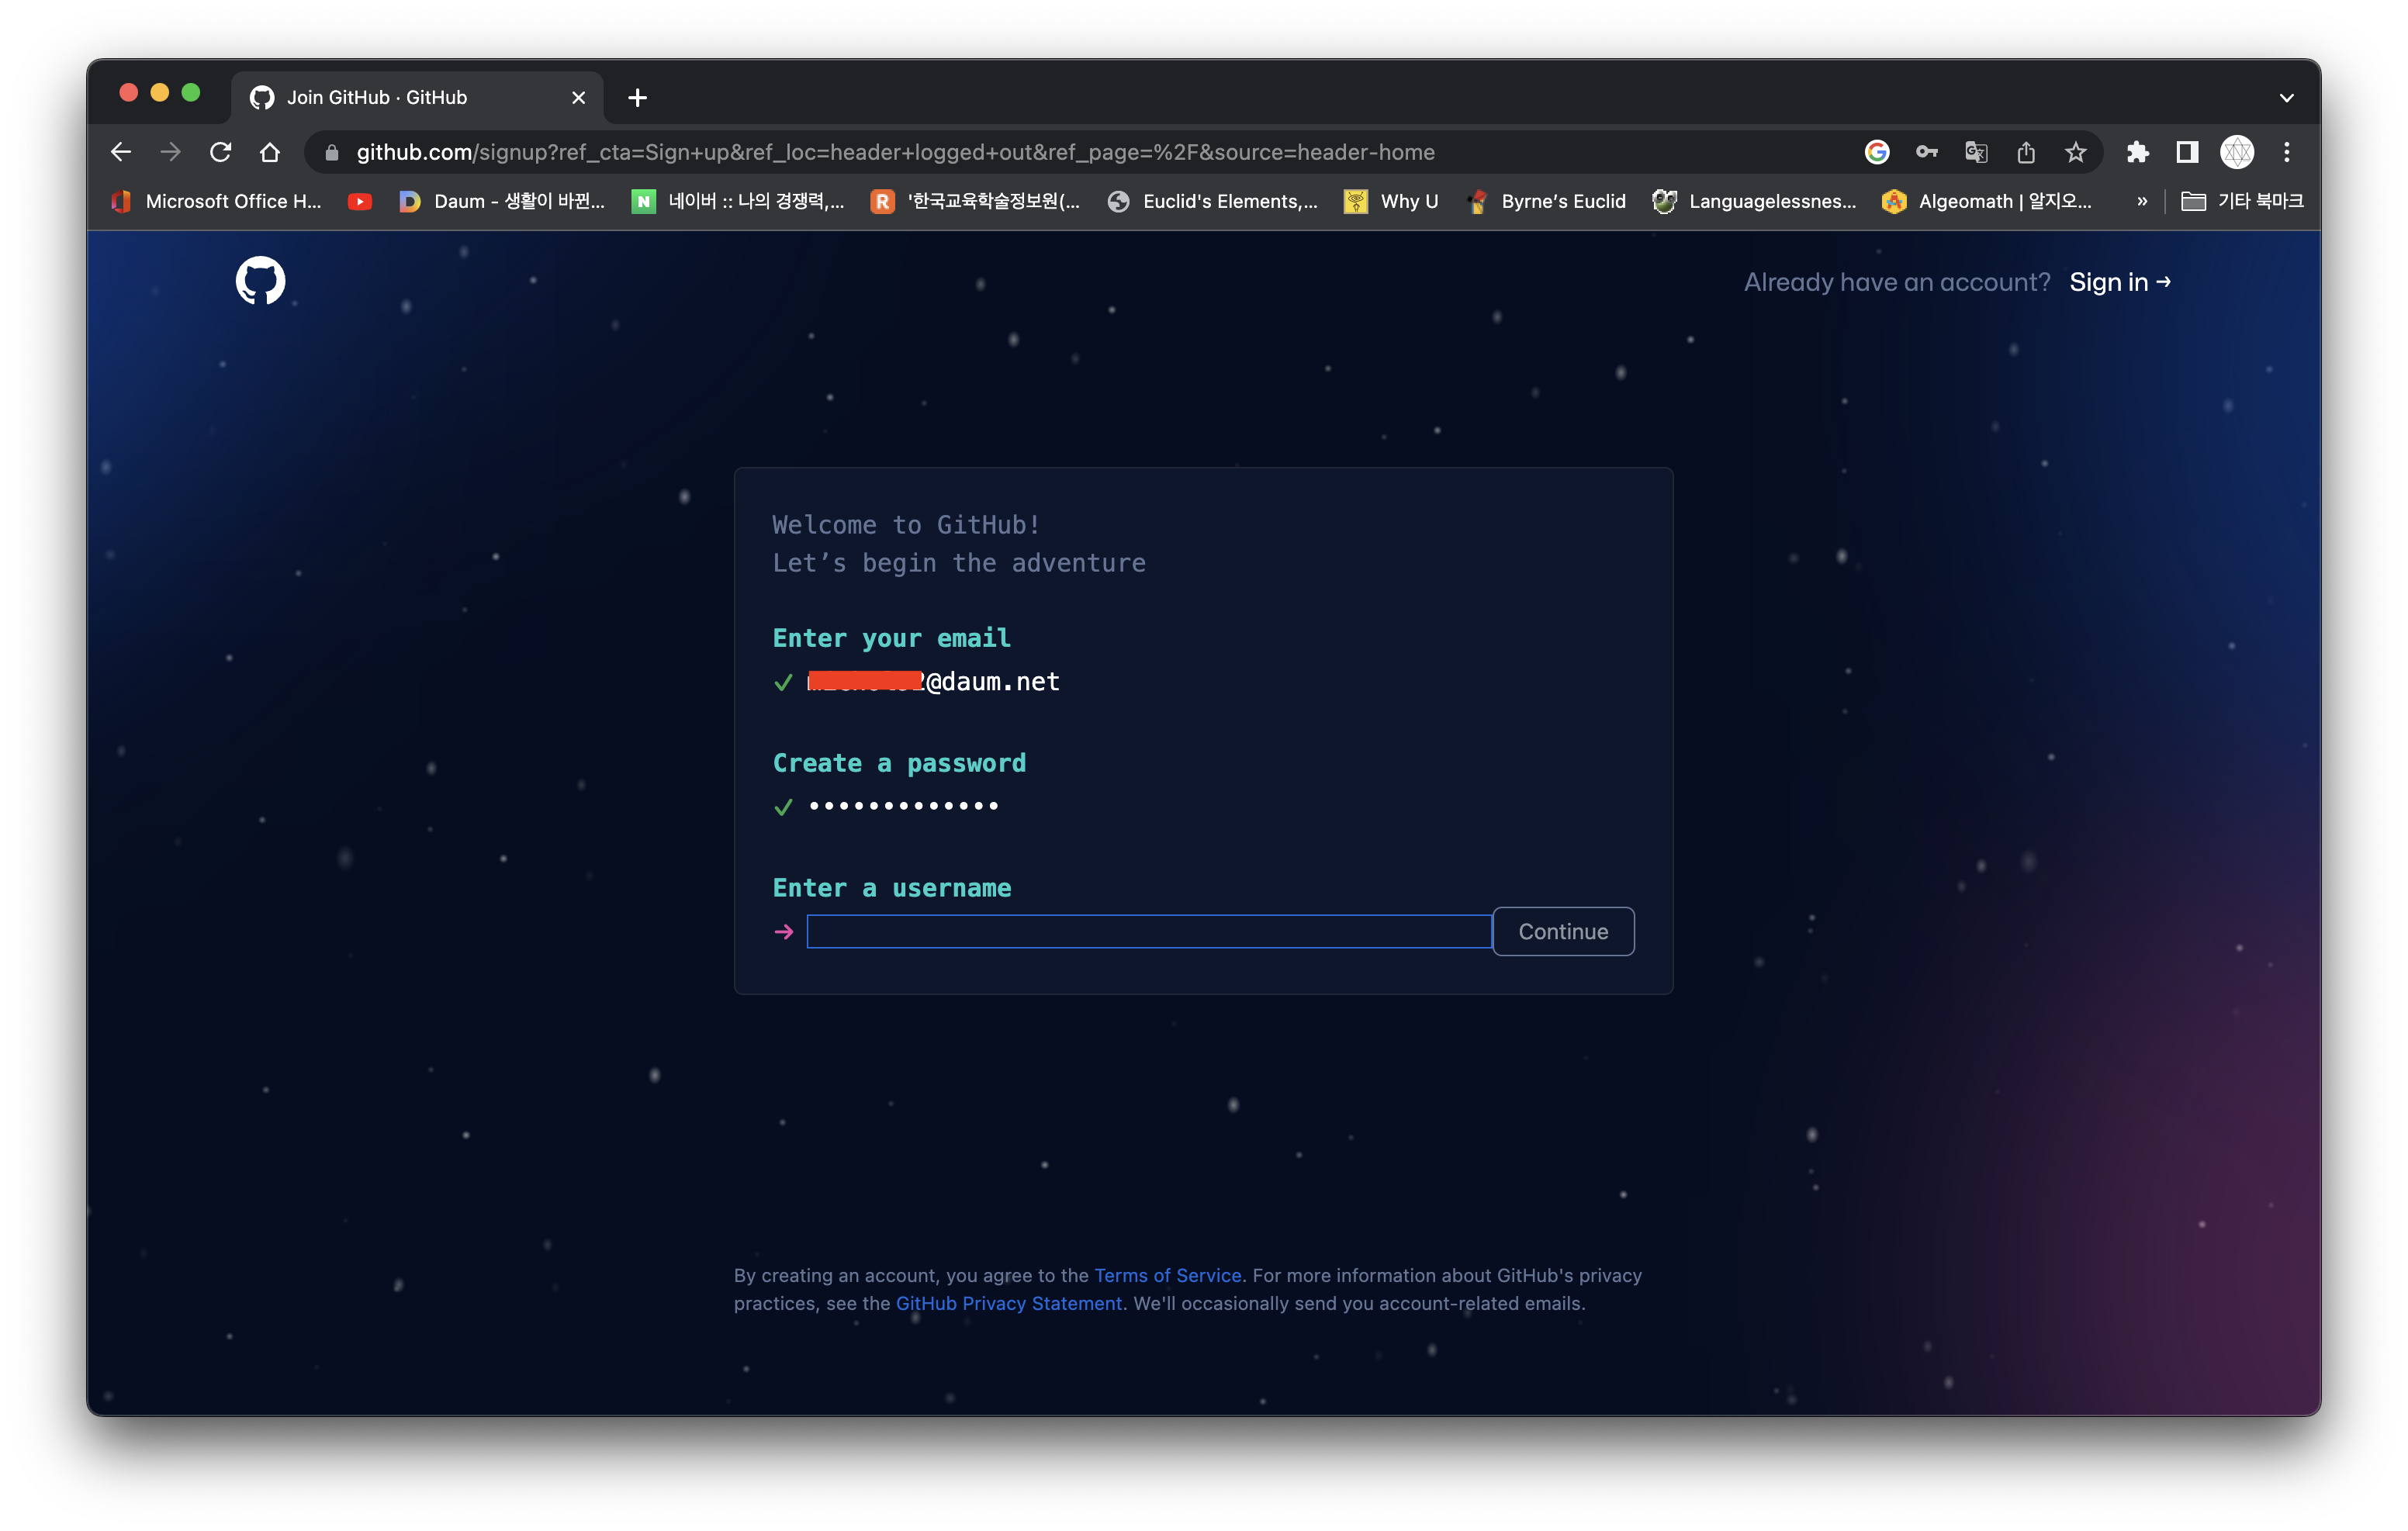 Join GitHub · GitHub
github.com/signup?ref_cta=Sign+up&ref_loc=header+logged+out&ref_page=%2F&source=header-home
Microsoft Office H... Daum - 생활이 바뀐... 네이버 :: 나의 경쟁력,... '한국교육학술정보원(... Euclid's Elements,... Why U Byrne's Euclid Languagelessnes... Algeomath | 알지오... » 기타 북마크
Already have an account? Sign in →
Welcome to GitHub!
Let’s begin the adventure
Enter your email
@daum.net
Create a password
•••••••••••••
Enter a username
Continue
By creating an account, you agree to the Terms of Service. For more information about GitHub's privacy
practices, see the GitHub Privacy Statement. We'll occasionally send you account-related emails.